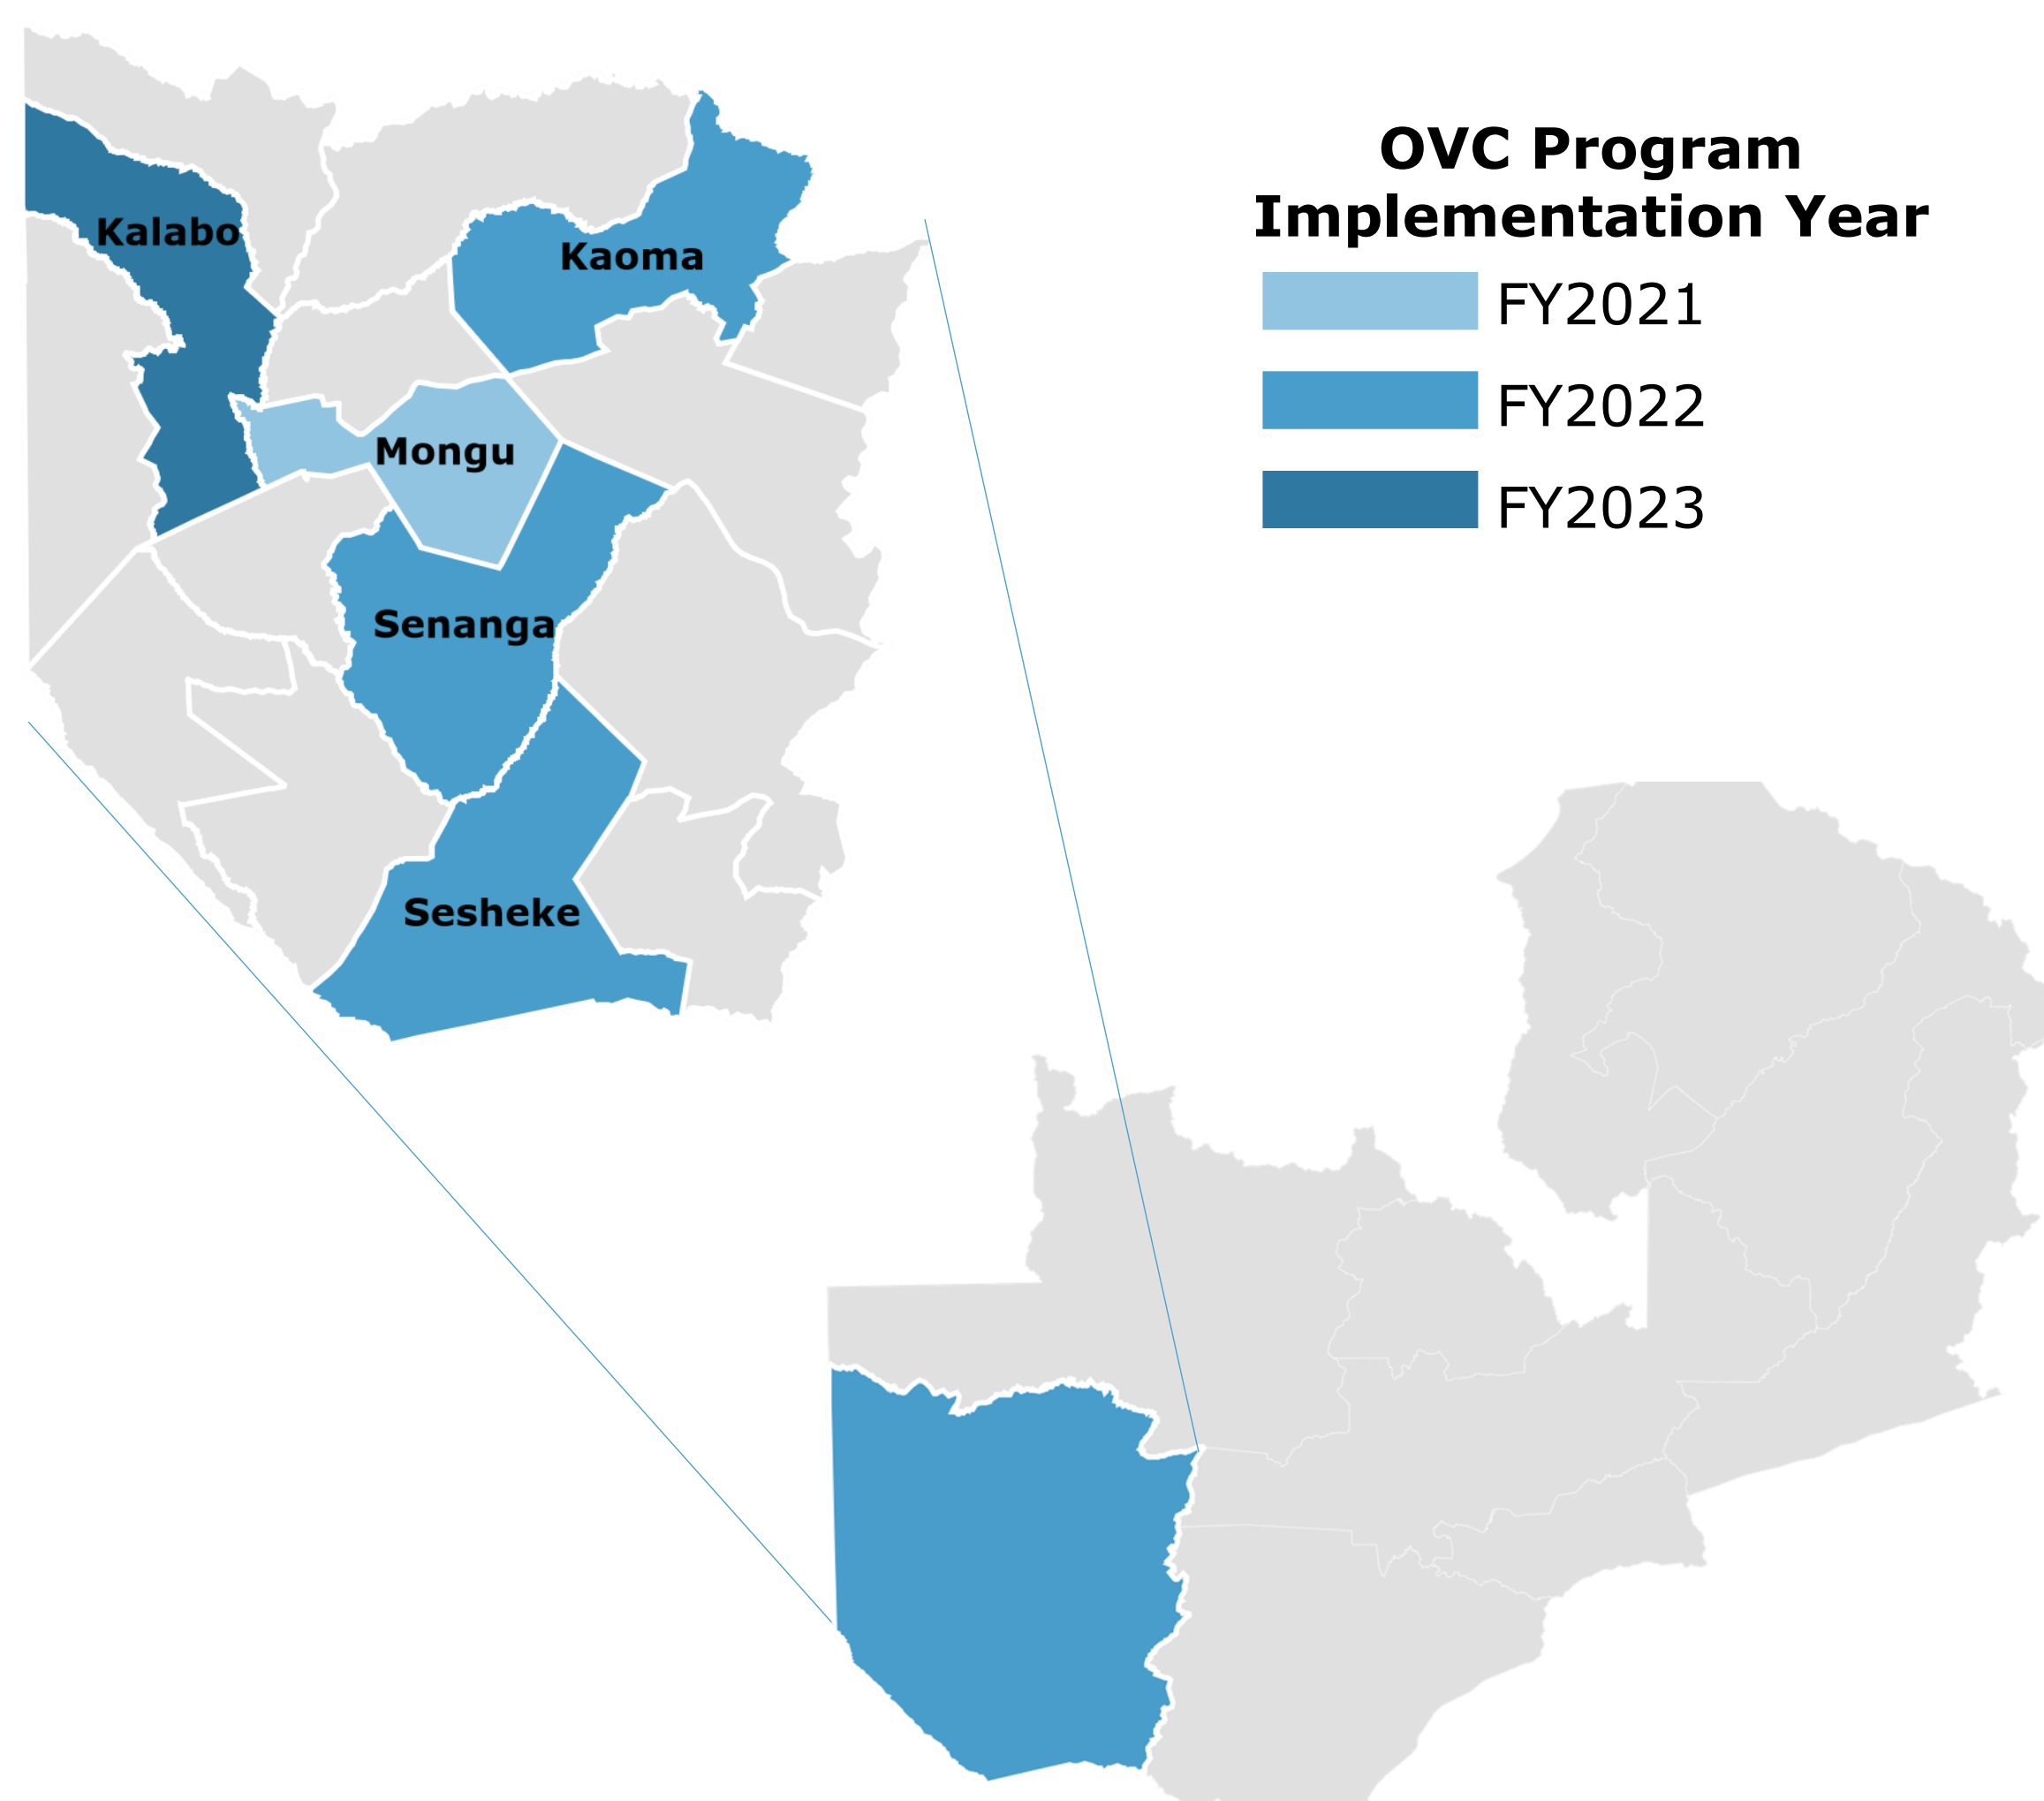 OVC Program
Implementation Year
FY2021
FY2022
FY2023
Kalabo
Kaoma
Mongu
Senanga
Sesheke